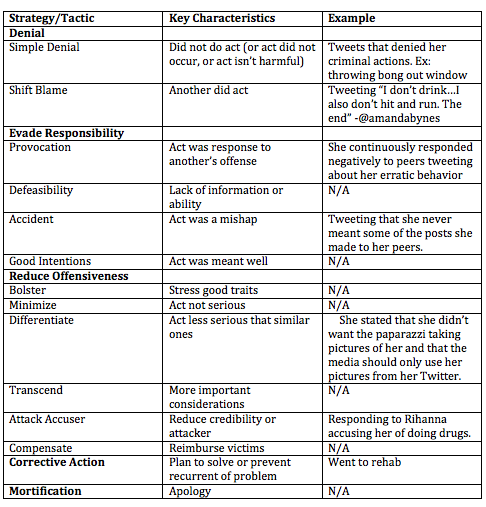 Strategy/Tactic Key Characteristics Example
Denial
Simple Denial Did not do act (or act did not Tweets that denied her
occur, or act isn't harmful) criminal actions. Ex:
throwing bong out window
Shift Blame Another did act Tweeting "I don't drink...I
also don't hit and run. The
end" -@amandabynes
Evade Responsibility
Provocation Act was response to She continuously responded
another's offense negatively to peers tweeting
about her erratic behavior
Defeasibility Lack of information or N/A
ability
Accident Act was a mishap Tweeting that she never
meant some of the posts she
made to her peers.
Good Intentions Act was meant well N/A
Reduce Offensiveness
Bolster Stress good traits N/A
Minimize Act not serious N/A
Differentiate Act less serious that similar She stated that she didn't
ones want the paparazzi taking
pictures of her and that the
media should only use her
pictures from her Twitter.
Transcend More important N/A
considerations
Attack Accuser Reduce credibility or Responding to Rihanna
attacker accusing her of doing drugs.
Compensate Reimburse victims N/A
Corrective Action Plan to solve or prevent Went to rehab
recurrent of problem
Mortification Apology N/A